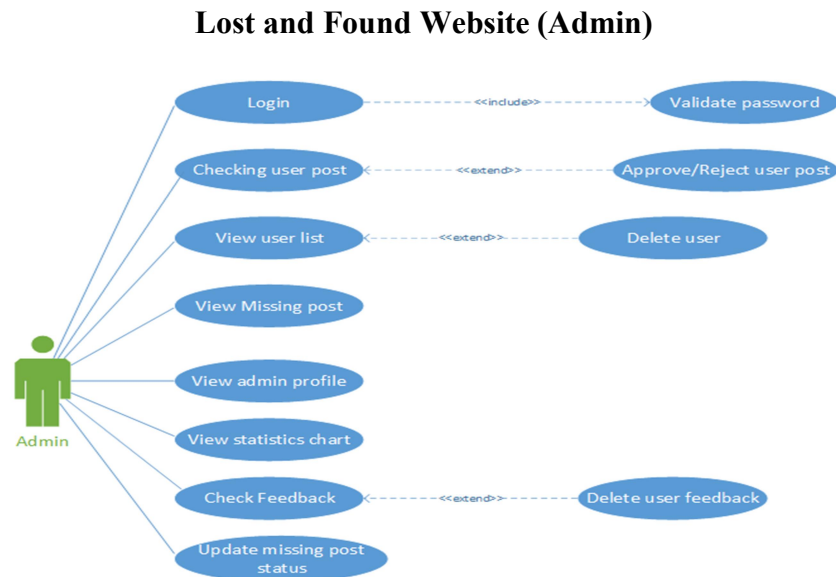 Lost and Found Website (Admin)
Login
<<include>>
Validate password
Checking user post
<<extend>>
Approve/Reject user post
View user list
<<extend>>
Delete user
View Missing post
View admin profile
Admin
View statistics chart
Check Feedback
<<extend>>
Delete user feedback
Update missing post
status